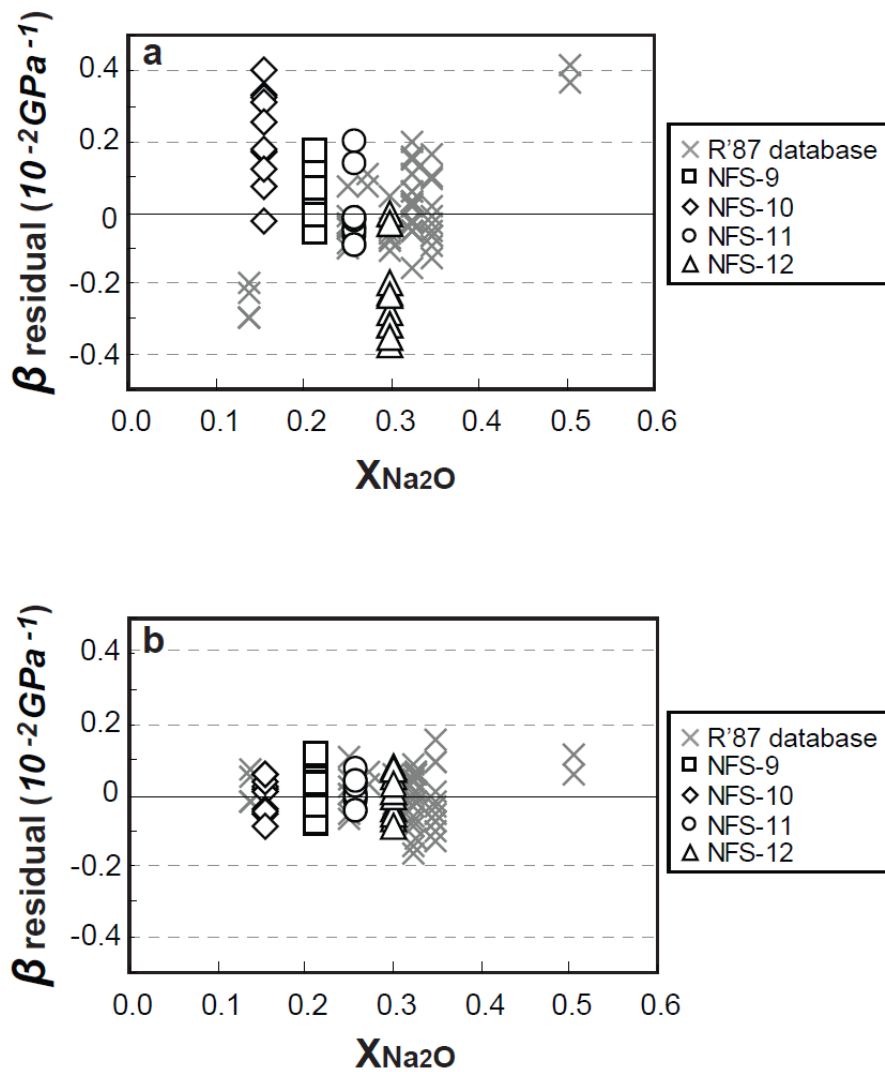 a
0.4
0.2
0
-0.2
-0.4
β residual (10⁻²GPa⁻¹)
0.0 0.1 0.2 0.3 0.4 0.5 0.6
XNa2O
R'87 database
NFS-9
NFS-10
NFS-11
NFS-12
b
0.4
0.2
0
-0.2
-0.4
β residual (10⁻²GPa⁻¹)
0.0 0.1 0.2 0.3 0.4 0.5 0.6
XNa2O
R'87 database
NFS-9
NFS-10
NFS-11
NFS-12